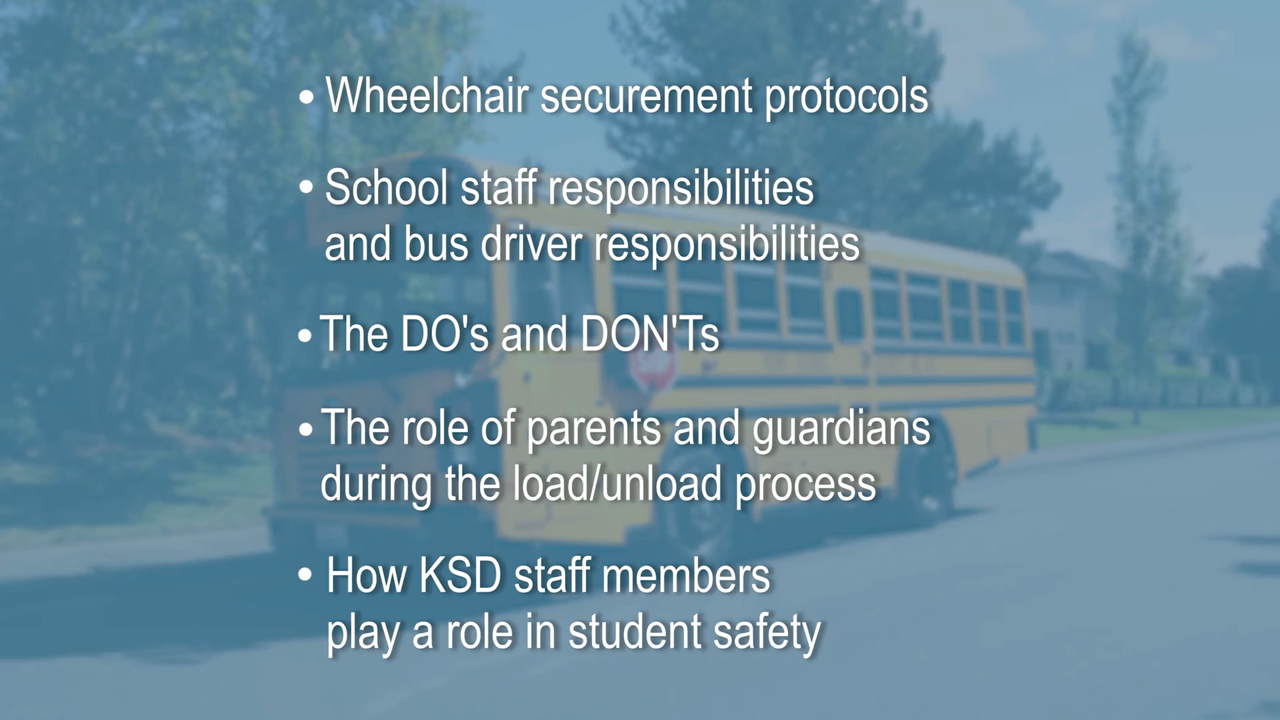 • Wheelchair securement protocols
• School staff responsibilities
and bus driver responsibilities
• The DO's and DON'Ts
• The role of parents and guardians
during the load/unload process
• How KSD staff members
play a role in student safety